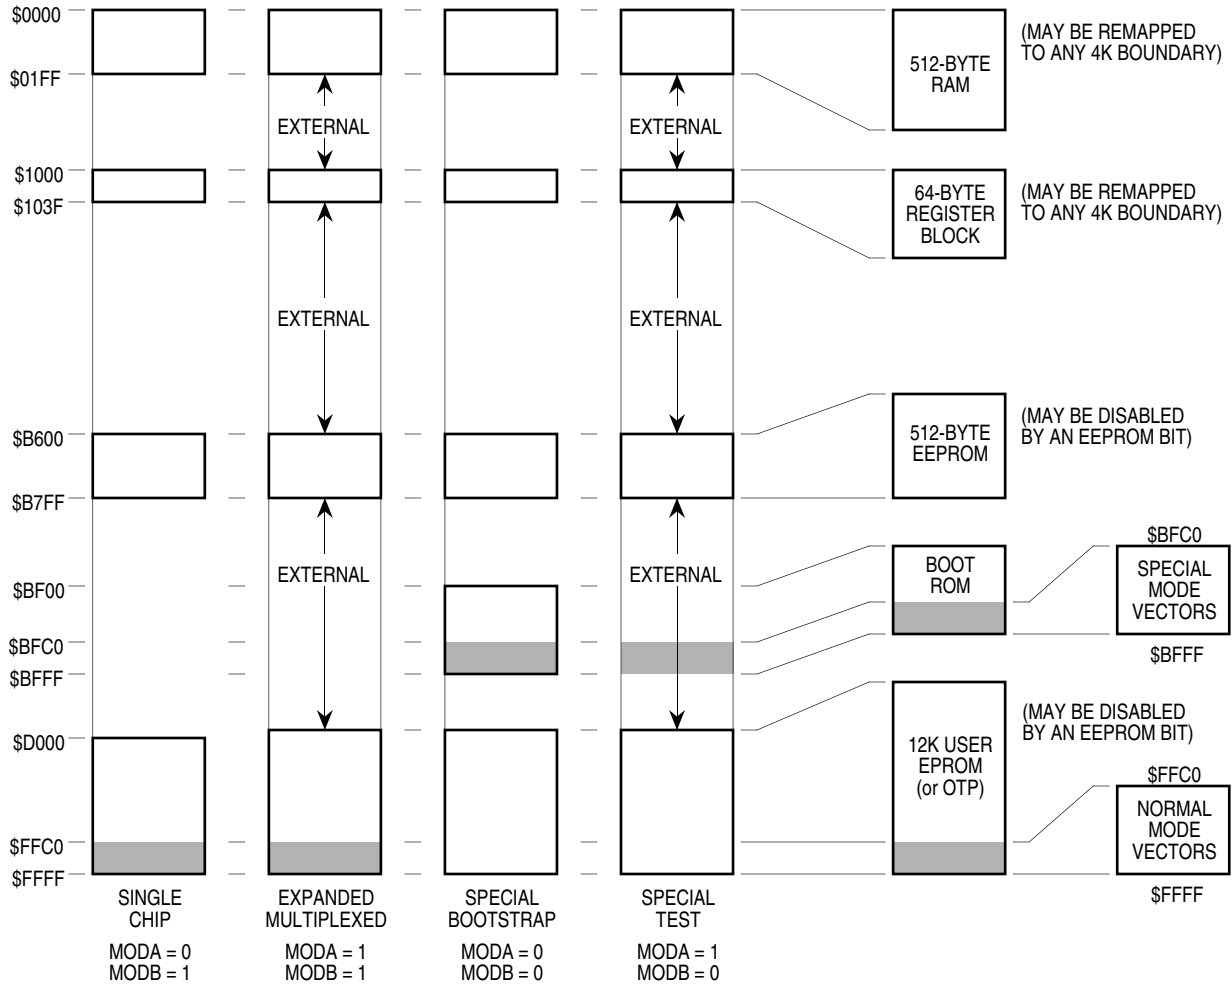 $0000
$01FF
$1000
$103F
$B600
$B7FF
$BF00
$BFC0
$BFFF
$D000
$FFC0
$FFFF
EXTERNAL
EXTERNAL
EXTERNAL
EXTERNAL
EXTERNAL
EXTERNAL
512-BYTE
RAM
(MAY BE REMAPPED
TO ANY 4K BOUNDARY)
64-BYTE
REGISTER
BLOCK
(MAY BE REMAPPED
TO ANY 4K BOUNDARY)
512-BYTE
EEPROM
(MAY BE DISABLED
BY AN EEPROM BIT)
BOOT
ROM
$BFC0
SPECIAL
MODE
VECTORS
$BFFF
12K USER
EPROM
(or OTP)
(MAY BE DISABLED
BY AN EEPROM BIT)
$FFC0
NORMAL
MODE
VECTORS
$FFFF
SINGLE
CHIP
MODA = 0
MODB = 1
EXPANDED
MULTIPLEXED
MODA = 1
MODB = 1
SPECIAL
BOOTSTRAP
MODA = 0
MODB = 0
SPECIAL
TEST
MODA = 1
MODB = 0